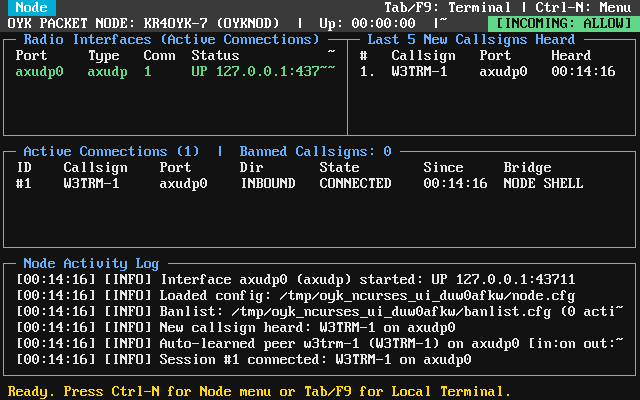 Node Tab/F9: Terminal | Ctrl-N: Menu
OYK PACKET NODE: KR4OYK-7 (OYKNOD) | Up: 00:00:00 |~ [INCOMING: ALLOW]
Radio Interfaces (Active Connections)
Port Type Conn Status ~
axudp0 axudp 1 UP 127.0.0.1:437~~
Last 5 New Callsigns Heard
# Callsign Port Heard
1. W3TRM-1 axudp0 00:14:16
Active Connections (1) | Banned Callsigns: 0
ID Callsign Port Dir State Since Bridge
#1 W3TRM-1 axudp0 INBOUND CONNECTED 00:14:16 NODE SHELL
Node Activity Log
[00:14:16] [INFO] Interface axudp0 (axudp) started: UP 127.0.0.1:43711
[00:14:16] [INFO] Loaded config: /tmp/oyk_ncurses_ui_duw0afkw/node.cfg
[00:14:16] [INFO] Banlist: /tmp/oyk_ncurses_ui_duw0afkw/banlist.cfg (0 acti~
[00:14:16] [INFO] New callsign heard: W3TRM-1 on axudp0
[00:14:16] [INFO] Auto-learned peer w3trm-1 (W3TRM-1) on axudp0 [in:on out:~
[00:14:16] [INFO] Session #1 connected: W3TRM-1 on axudp0
Ready. Press Ctrl-N for Node menu or Tab/F9 for Local Terminal.